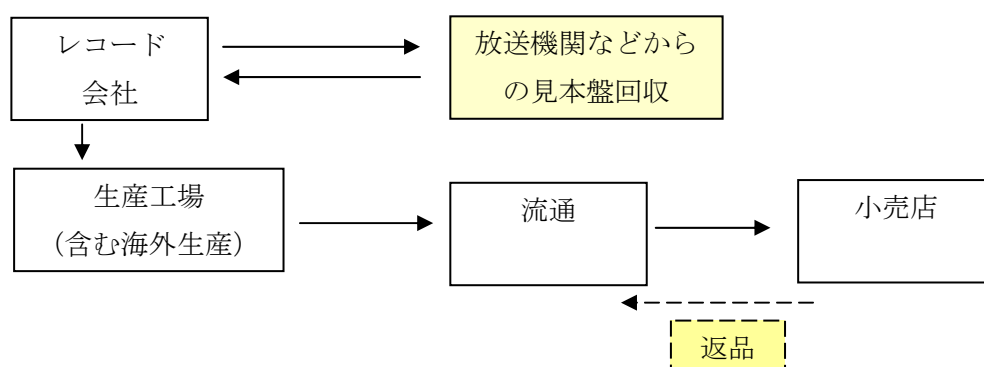 レコード
会社
放送機関などから
の見本盤回収
生産工場
（含む海外生産）
流通
小売店
返品